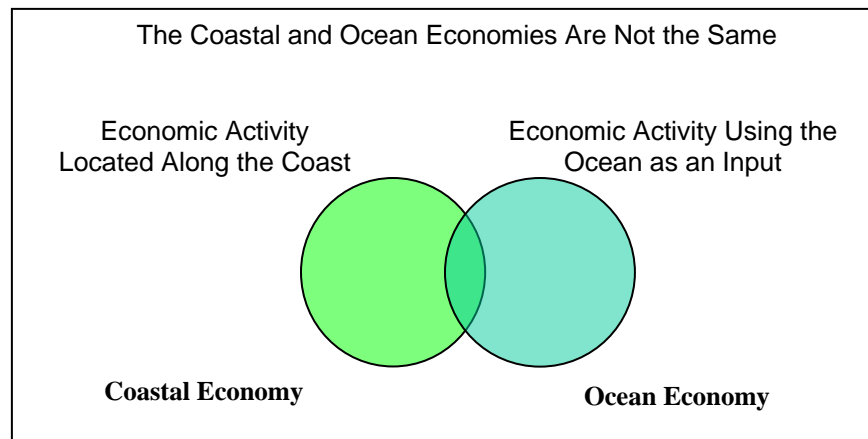 The Coastal and Ocean Economies Are Not the Same
Economic Activity
Located Along the Coast
Economic Activity Using the
Ocean as an Input
Coastal Economy
Ocean Economy